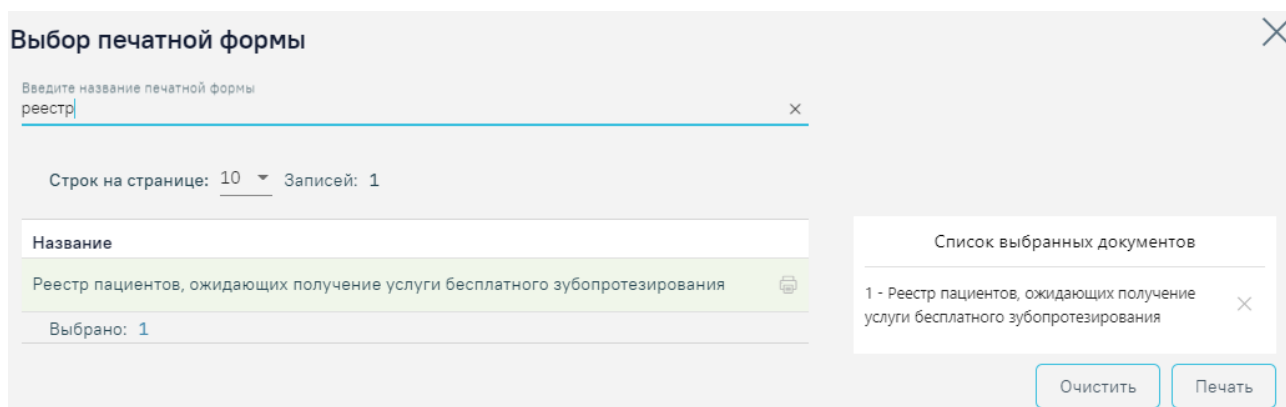 Выбор печатной формы
Введите название печатной формы
реестр
Строк на странице: 10 Записей: 1
Название
Реестр пациентов, ожидающих получение услуги бесплатного зубопротезирования
Выбрано: 1
Список выбранных документов
1 - Реестр пациентов, ожидающих получение
услуги бесплатного зубопротезирования
Очистить
Печать